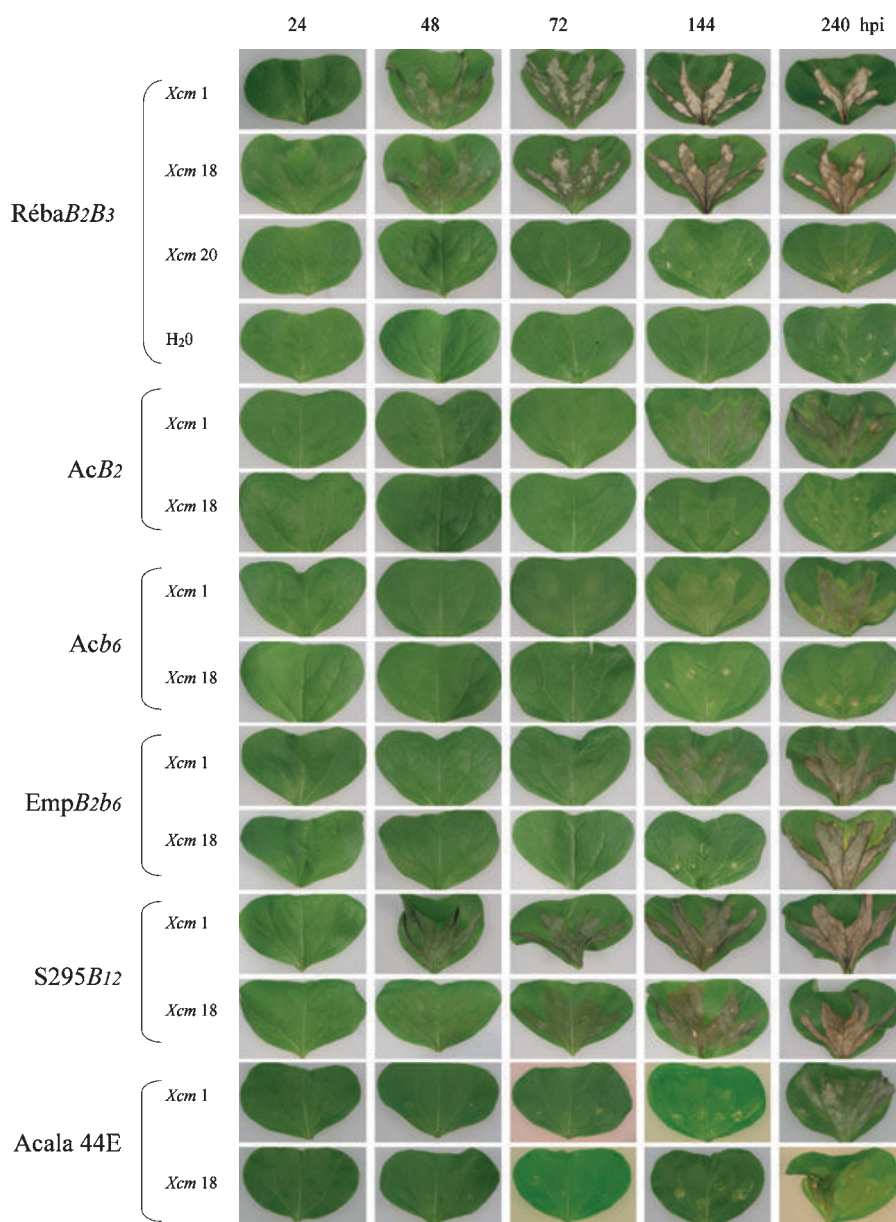 24 48 72 144 240 hpi
Xcm 1
Xcm 18
RébaB2B3
Xcm 20
H20
Xcm 1
AcB2
Xcm 18
Xcm 1
Acb6
Xcm 18
Xcm 1
EmpB2b6
Xcm 18
Xcm 1
S295B12
Xcm 18
Xcm 1
Acala 44E
Xcm 18